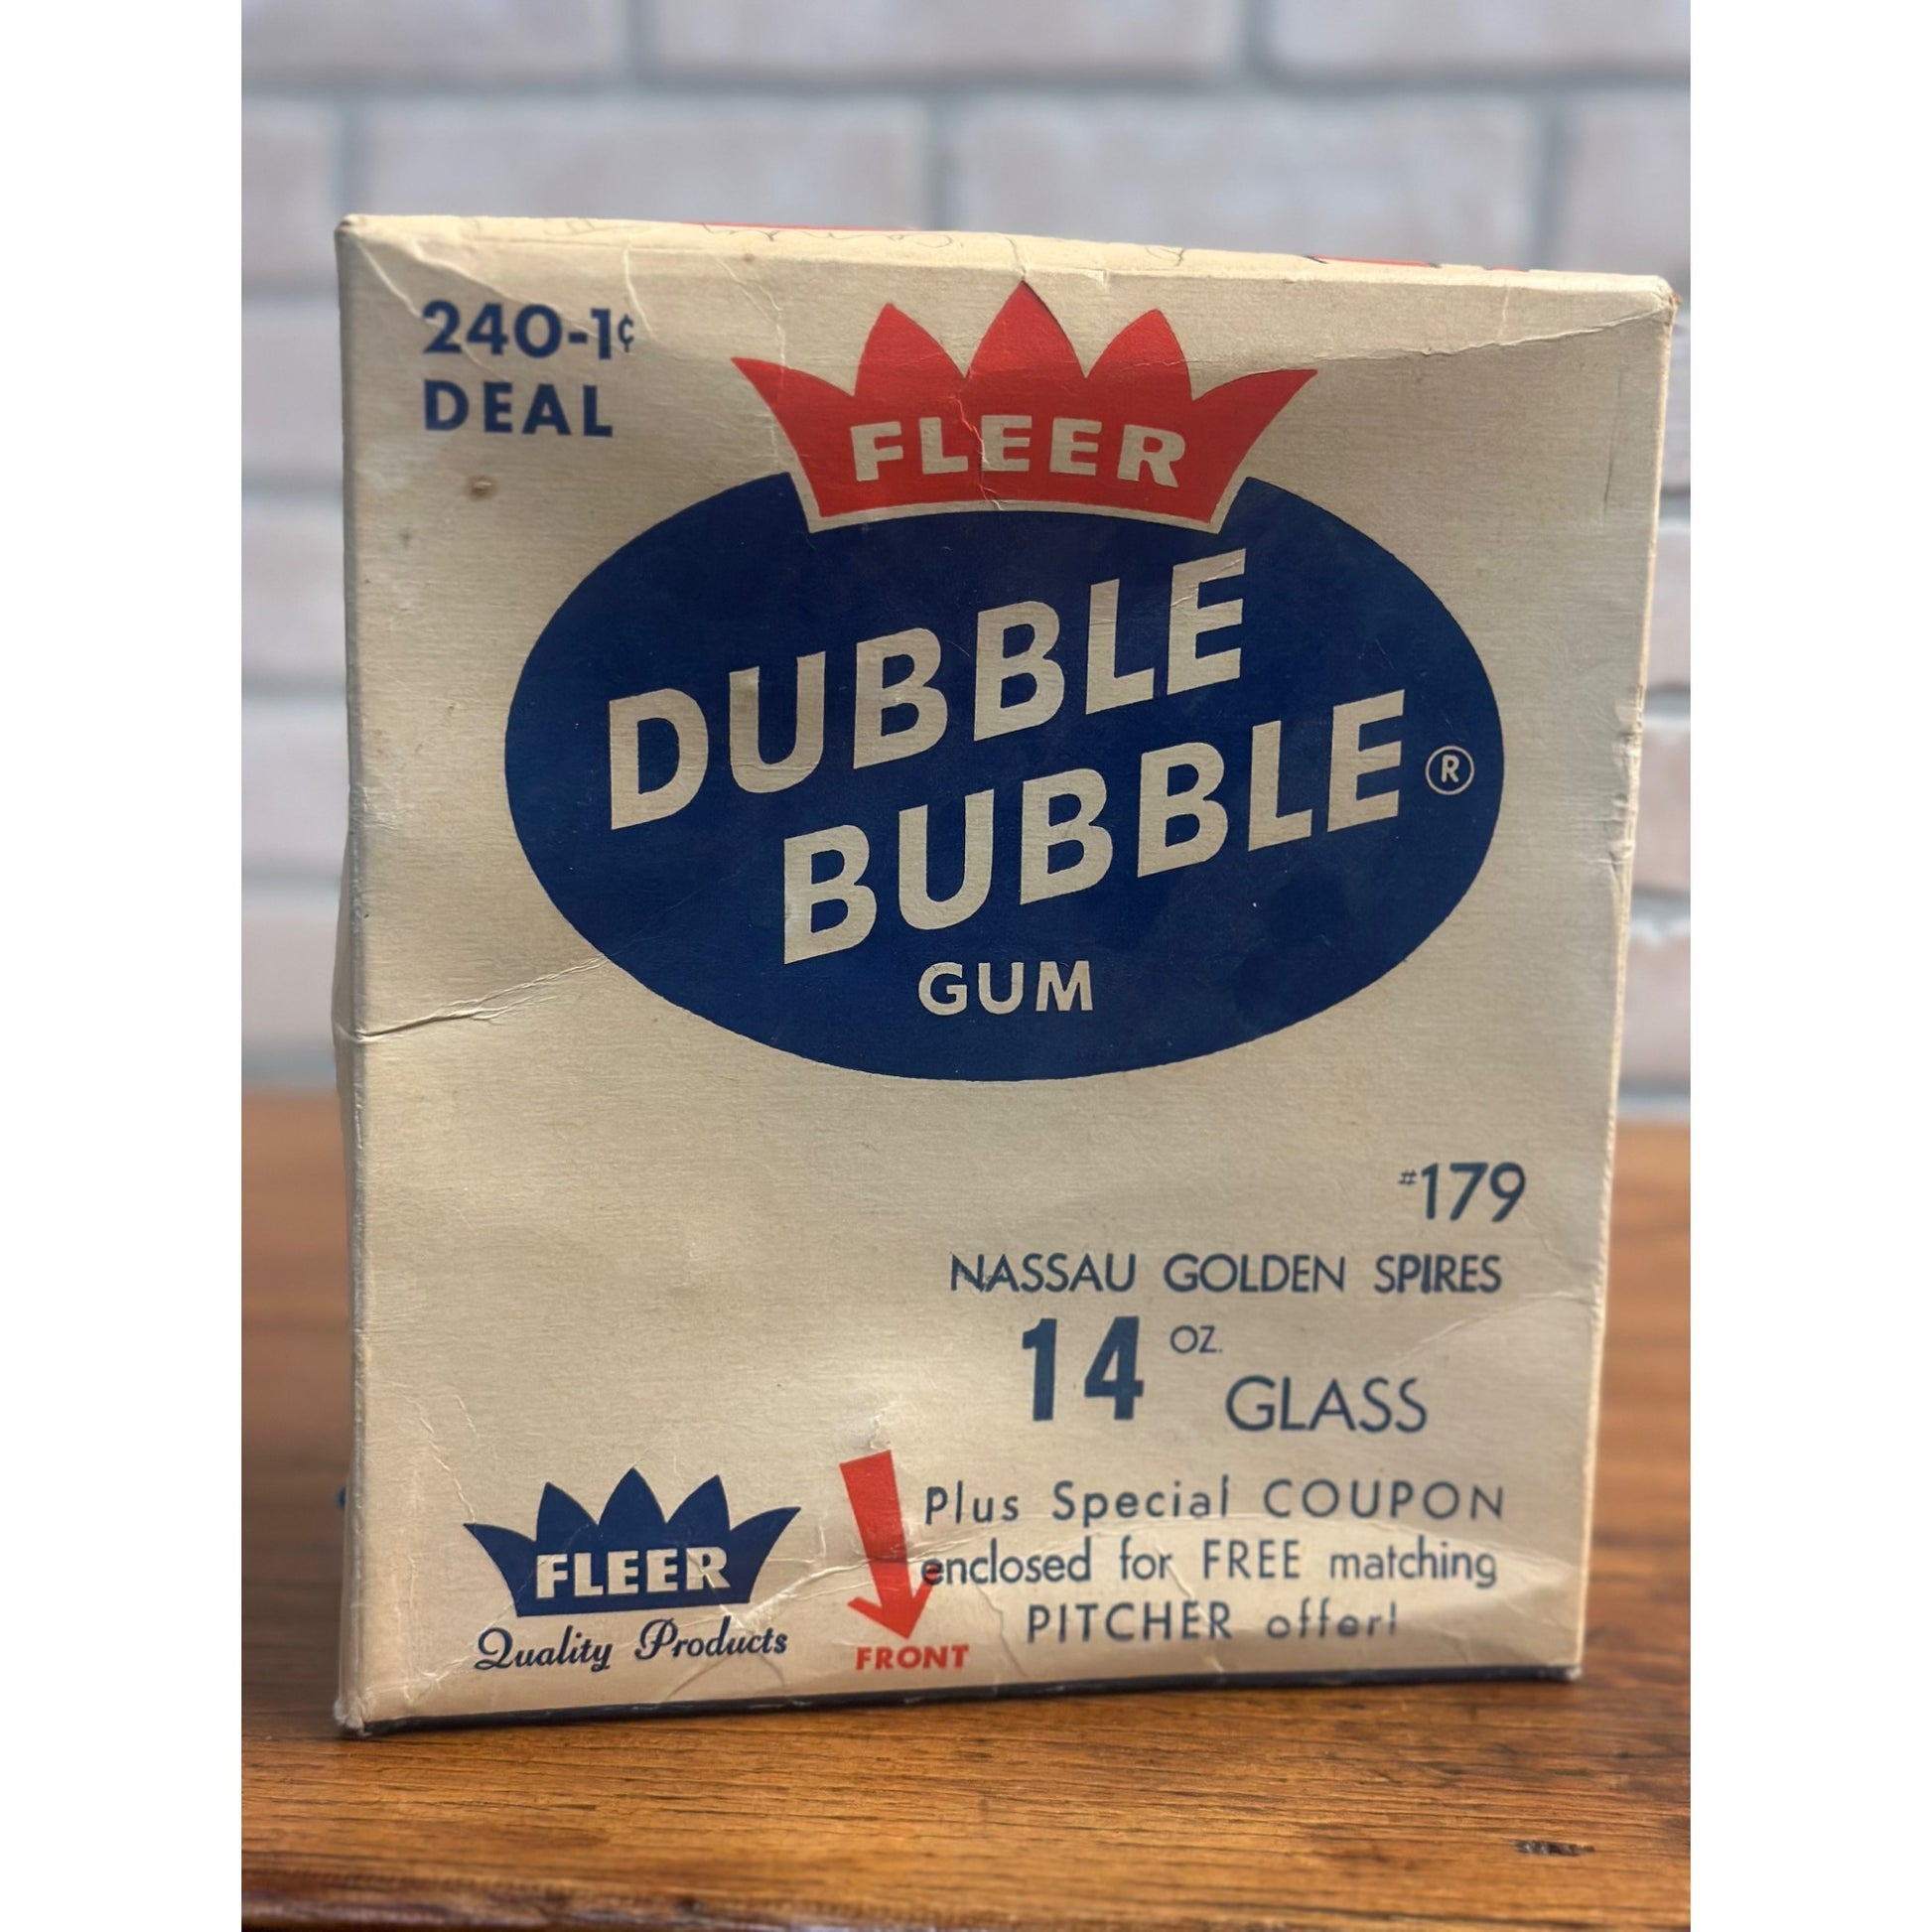 240-1¢
DEAL
FLEER
DUBBLE
BUBBLE ®
GUM
#179
NASSAU GOLDEN SPIRES
14 OZ. GLASS
Plus Special COUPON
enclosed for FREE matching
PITCHER offer!
FLEER
Quality Products
FRONT